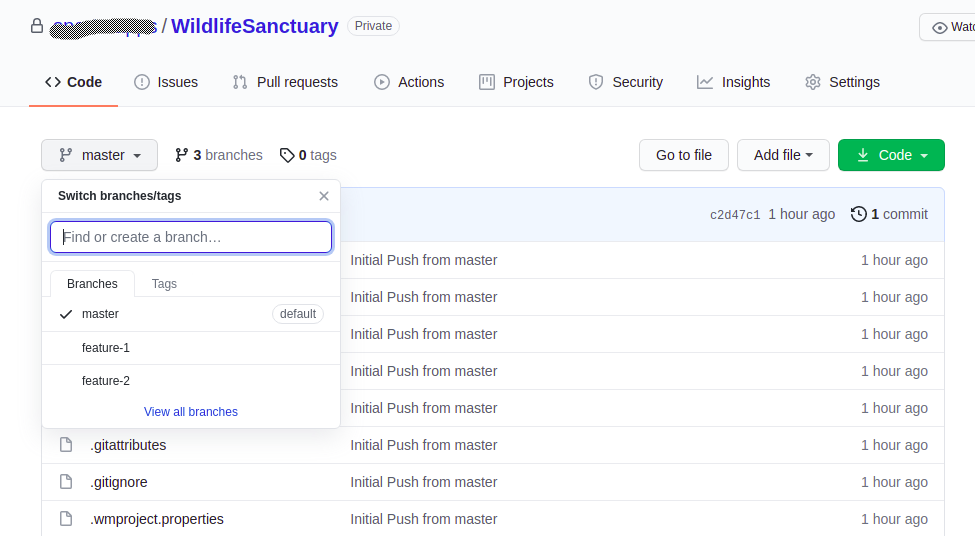 / WildlifeSanctuary Private
Watc
Code Issues Pull requests Actions Projects Security Insights Settings
master 3 branches 0 tags Go to file Add file Code
Switch branches/tags
c2d47c1 1 hour ago 1 commit
Find or create a branch…
Initial Push from master 1 hour ago
Branches Tags
Initial Push from master 1 hour ago
master default
Initial Push from master 1 hour ago
feature-1
Initial Push from master 1 hour ago
feature-2
View all branches
Initial Push from master 1 hour ago
.gitattributes Initial Push from master 1 hour ago
.gitignore Initial Push from master 1 hour ago
.wmproject.properties Initial Push from master 1 hour ago